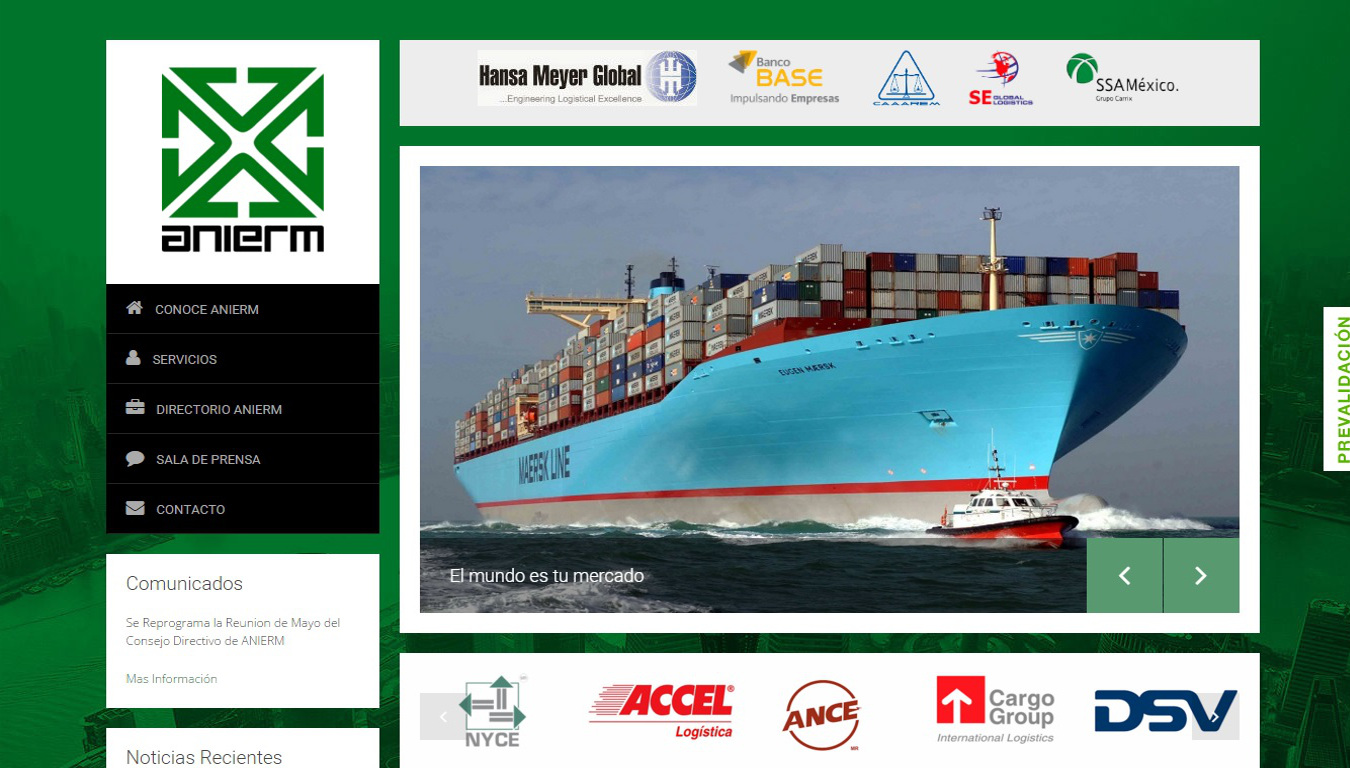 anierm
CONOCE ANIERM
SERVICIOS
DIRECTORIO ANIERM
SALA DE PRENSA
CONTACTO
Comunicados
Se Reprograma la Reunion de Mayo del
Consejo Directivo de ANIERM
Mas Información
Noticias Recientes
Hansa Meyer Global
...Engineering Logistical Excellence
Banco
BASE
Impulsando Empresas
CAAAREM
SE GLOBAL
LOGISTICS
SSA México.
Grupo Carrix
EUGEN MÆRSK
MAERSK LINE
El mundo es tu mercado
PREVALIDACIÓN
NYCE
ACCEL®
Logística
ANCE
MR
Cargo
Group
International Logistics
DSV